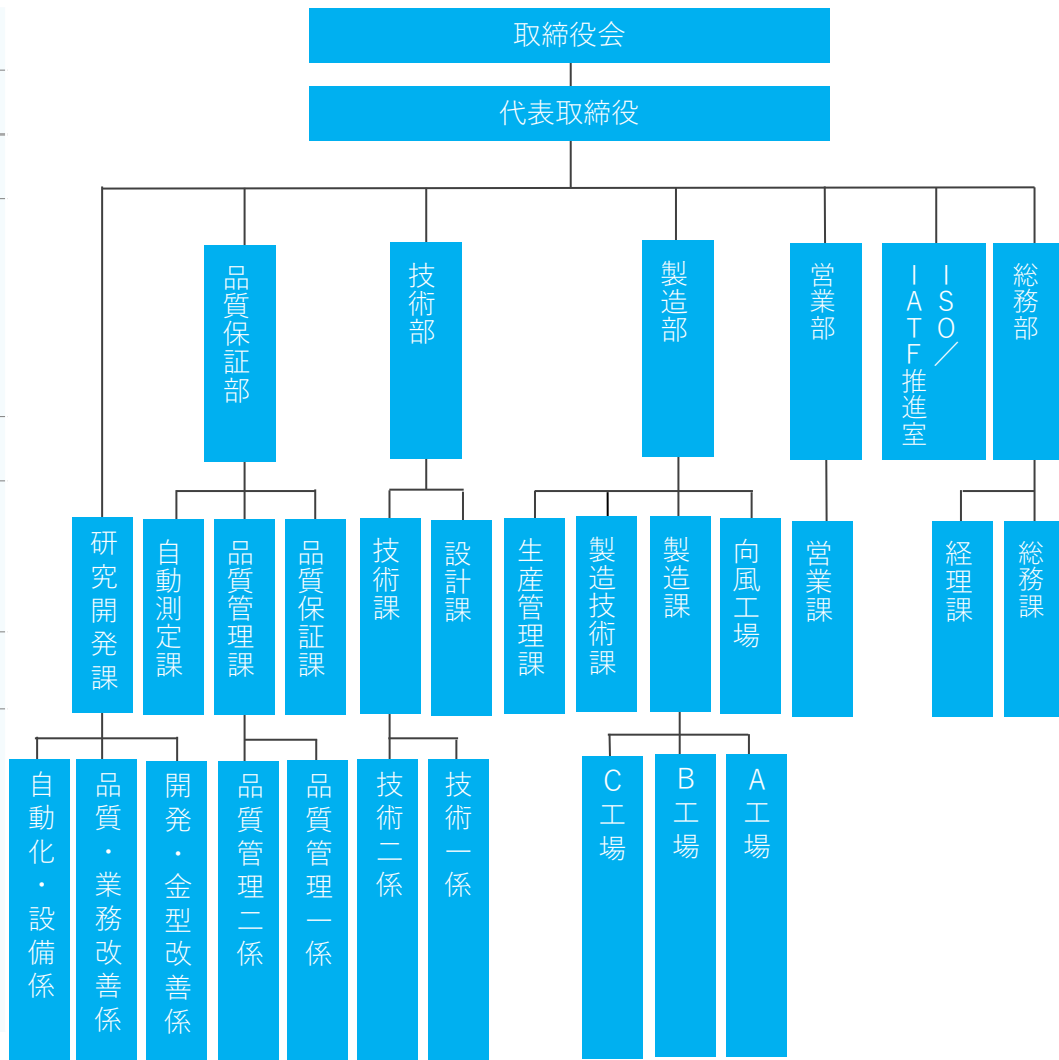 取締役会
代表取締役
品質保証部
技術部
製造部
営業部
ISO／
IATF推進室
総務部
研究開発課
自動測定課
品質管理課
品質保証課
技術課
設計課
生産管理課
製造技術課
製造課
向風工場
営業課
経理課
総務課
自動化・設備係
品質・業務改善係
開発・金型改善係
品質管理二係
品質管理一係
技術二係
技術一係
C工場
B工場
A工場